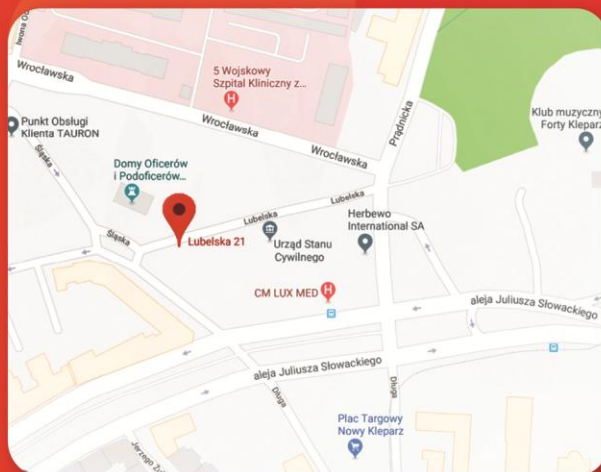 Iwona O
Wrocławska
5 Wojskowy
Szpital Kliniczny z...
Punkt Obsługi
Klienta TAURON
Wrocławska
Wrocławska
Prądnicka
Klub muzyczny
Forty Kleparz
Śląska
Domy Oficerów
i Podoficerów...
Lubelska
Lubelska
Herbewo
International SA
Śląska
Lubelska 21
Urząd Stanu
Cywilnego
CM LUX MED
aleja Juliusza Słowackiego
aleja Juliusza Słowackiego
Długa
Długa
Plac Targowy
Nowy Kleparz
Jerzego